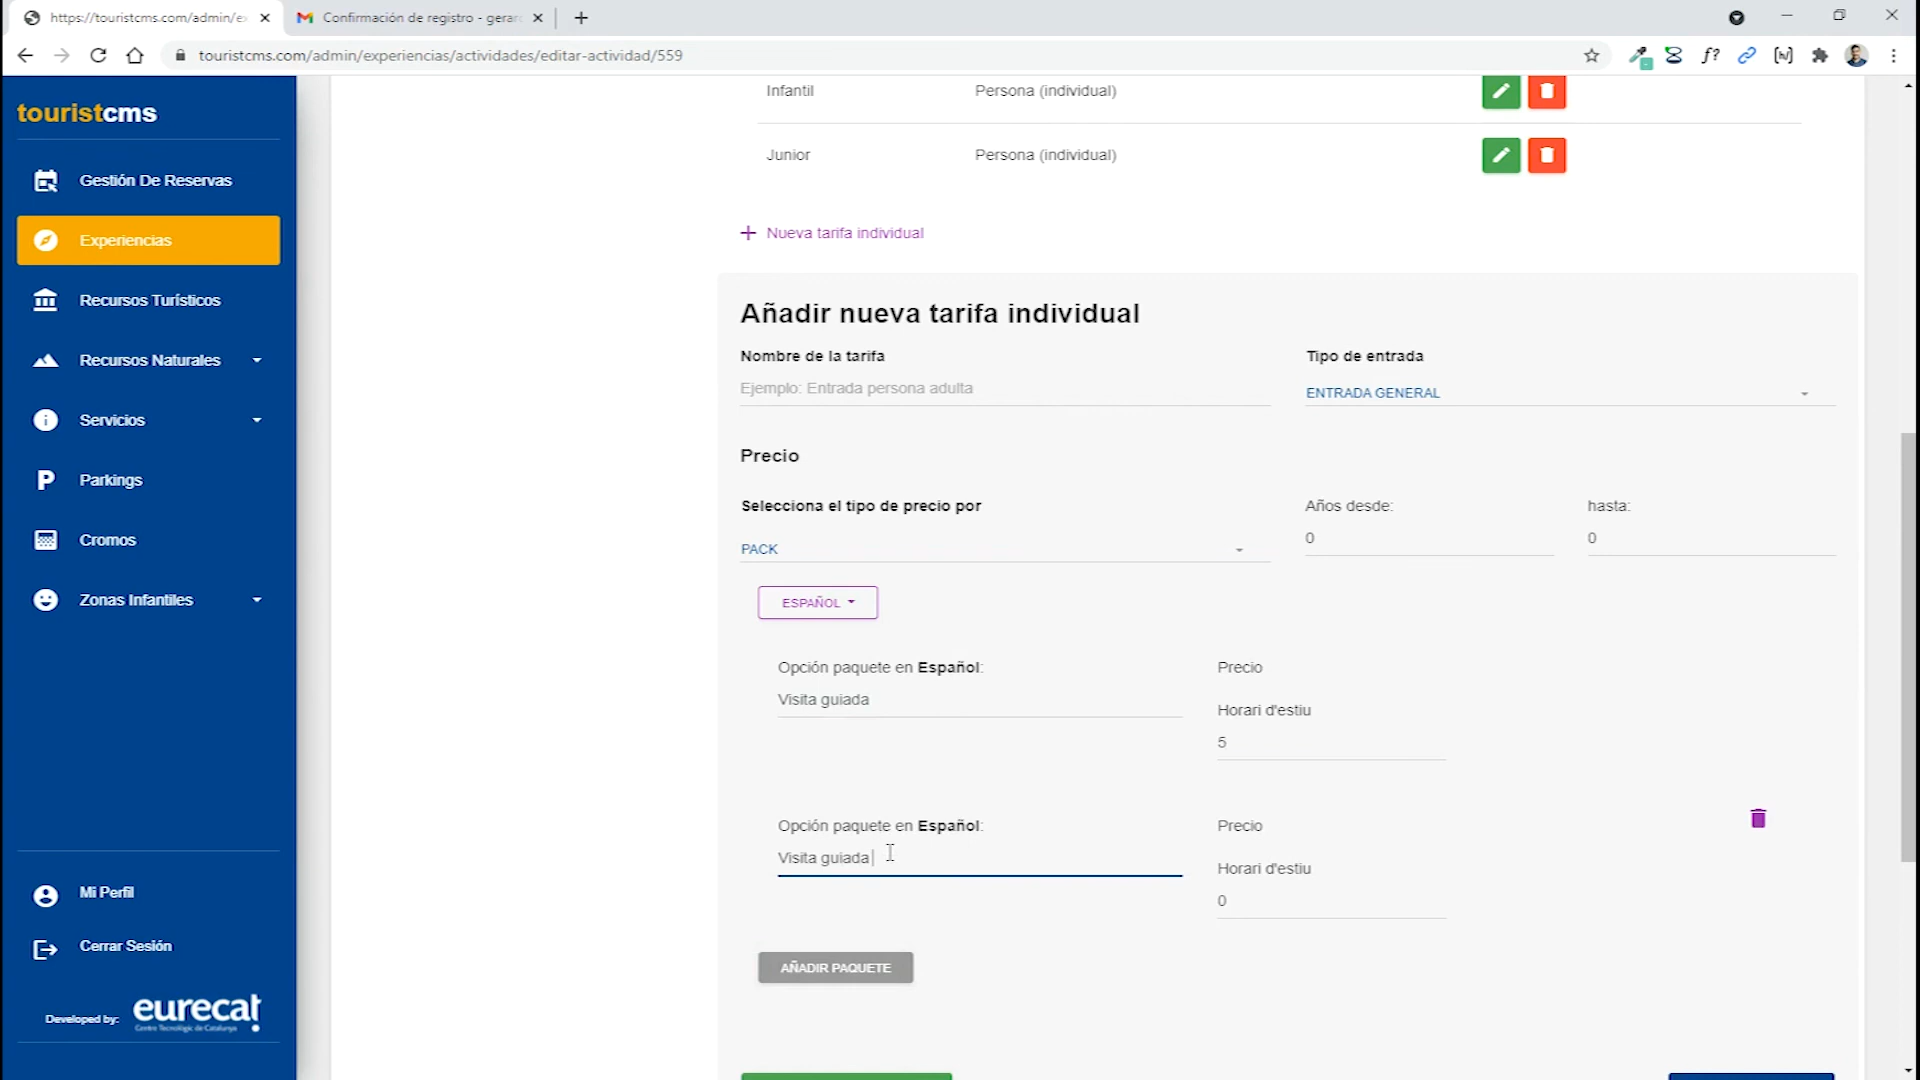 https://touristcms.com/admin/e
Confirmación de registro - gerar
touristcms.com/admin/experiencias/actividades/editar-actividad/559
touristcms
Gestión De Reservas
Experiencias
Recursos Turísticos
Recursos Naturales
Servicios
Parkings
Cromos
Zonas Infantiles
Mi Perfil
Cerrar Sesión
Developed by:
eurecat
Centre Tecnològic de Catalunya
Infantil
Persona (individual)
Junior
Persona (individual)
Nueva tarifa individual
Añadir nueva tarifa individual
Nombre de la tarifa
Tipo de entrada
Ejemplo: Entrada persona adulta
ENTRADA GENERAL
Precio
Selecciona el tipo de precio por
Años desde:
hasta:
PACK
0
0
ESPAÑOL
Opción paquete en Español:
Precio
Visita guiada
Horari d'estiu
5
Opción paquete en Español:
Precio
Visita guiada
Horari d'estiu
0
AÑADIR PAQUETE